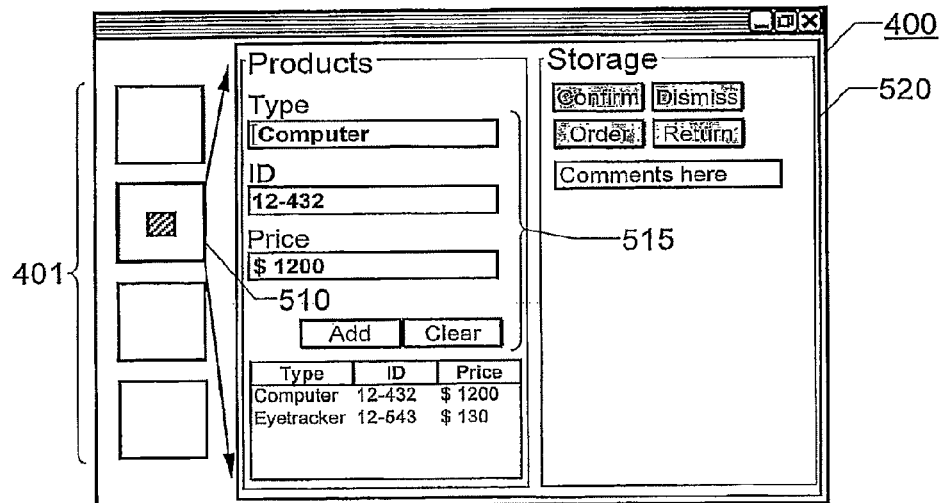 400
Products
Storage
520
Type
Confirm
Dismiss
Computer
Order
Return
ID
Comments here
12-432
Price
515
401
$ 1200
510
Add
Clear
Type ID Price
Computer 12-432 $ 1200
Eyetracker 12-543 $ 130